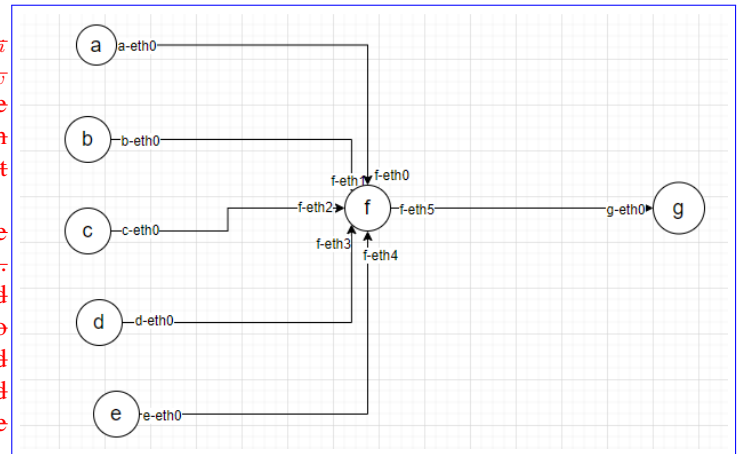 a a-eth0
b b-eth0
f-eth1 f-eth0
c c-eth0 f-eth2 f f-eth5 g-eth0 g
f-eth3
f-eth4
d d-eth0
e e-eth0